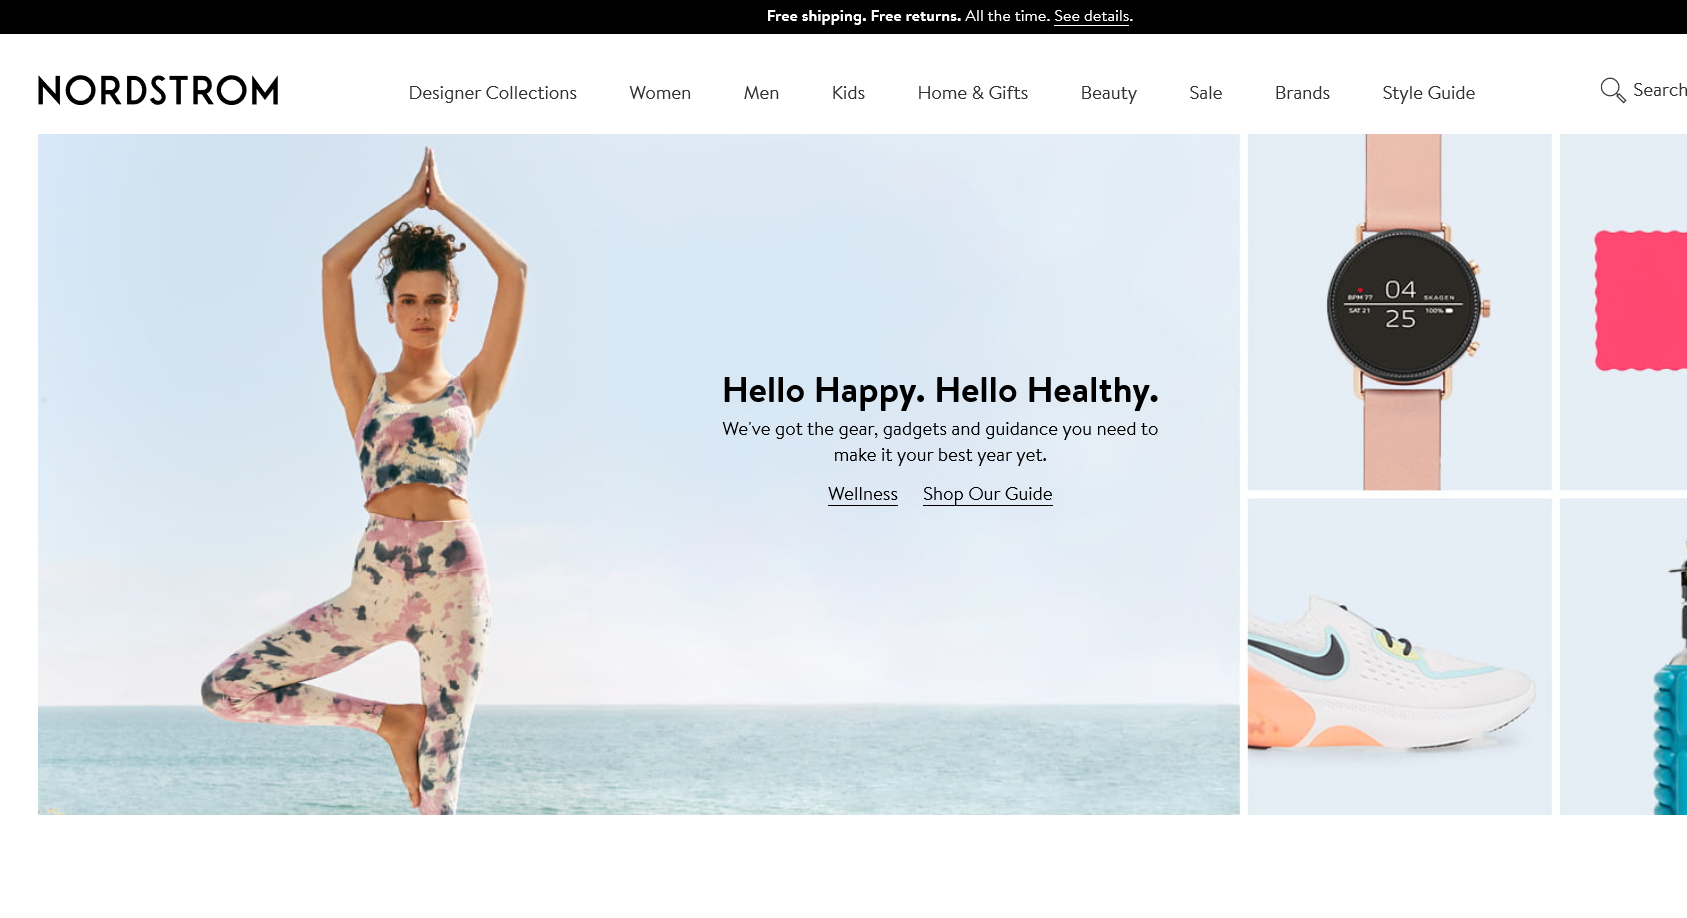 Free shipping. Free returns. All the time. See details.
NORDSTROM
Designer Collections
Women
Men
Kids
Home & Gifts
Beauty
Sale
Brands
Style Guide
Search
BPM 77
04
SKAGEN
SAT 21
25
100%
Hello Happy. Hello Healthy.
We've got the gear, gadgets and guidance you need to
make it your best year yet.
Wellness
Shop Our Guide